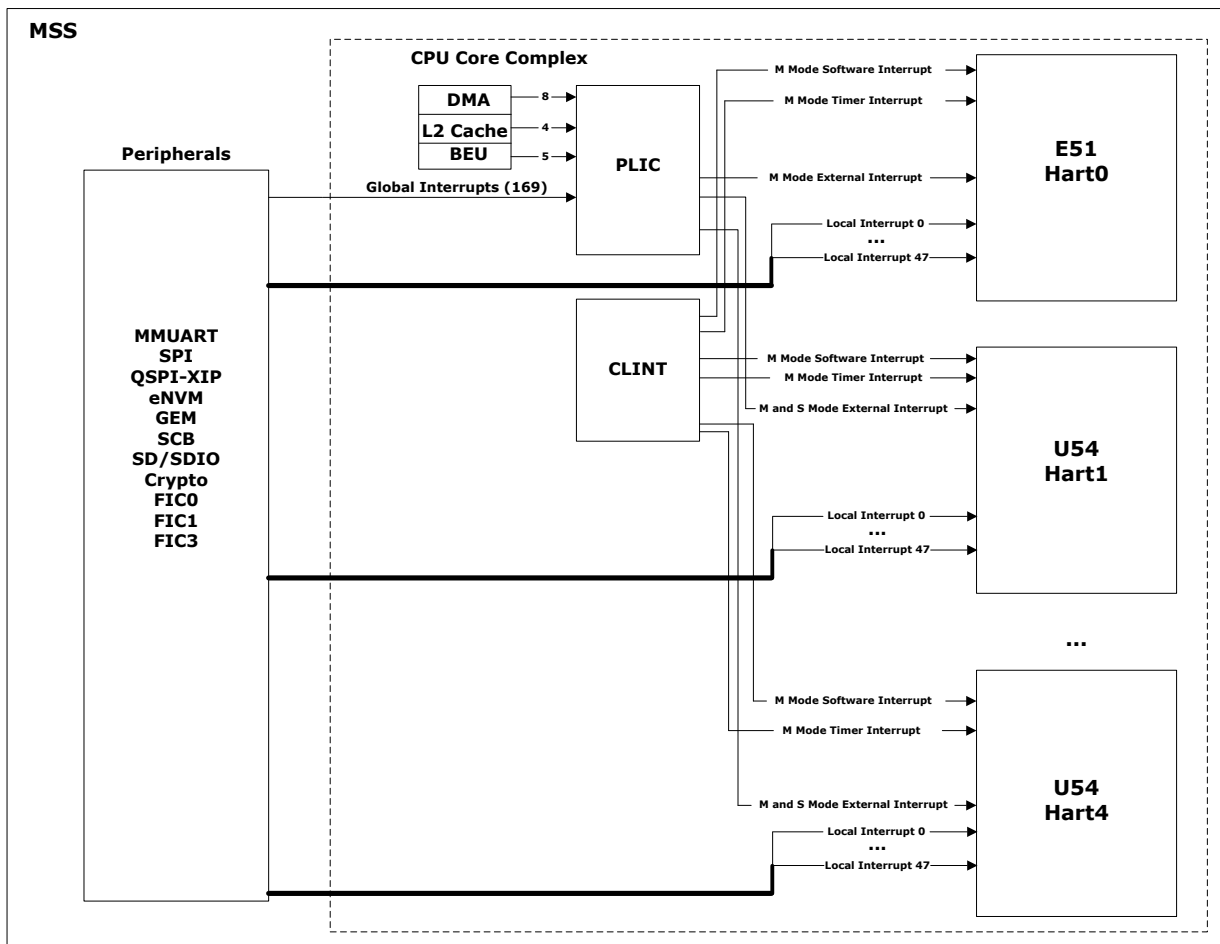 MSS
CPU Core Complex
DMA
8
L2 Cache
4
BEU
5
PLIC
Peripherals
Global Interrupts (169)
M Mode Software Interrupt
M Mode Timer Interrupt
M Mode External Interrupt
Local Interrupt 0
...
Local Interrupt 47
E51
Hart0
MMUART
SPI
QSPI-XIP
eNVM
GEM
SCB
SD/SDIO
Crypto
FIC0
FIC1
FIC3
CLINT
M Mode Software Interrupt
M Mode Timer Interrupt
M and S Mode External Interrupt
Local Interrupt 0
...
Local Interrupt 47
U54
Hart1
...
M Mode Software Interrupt
M Mode Timer Interrupt
M and S Mode External Interrupt
Local Interrupt 0
...
Local Interrupt 47
U54
Hart4